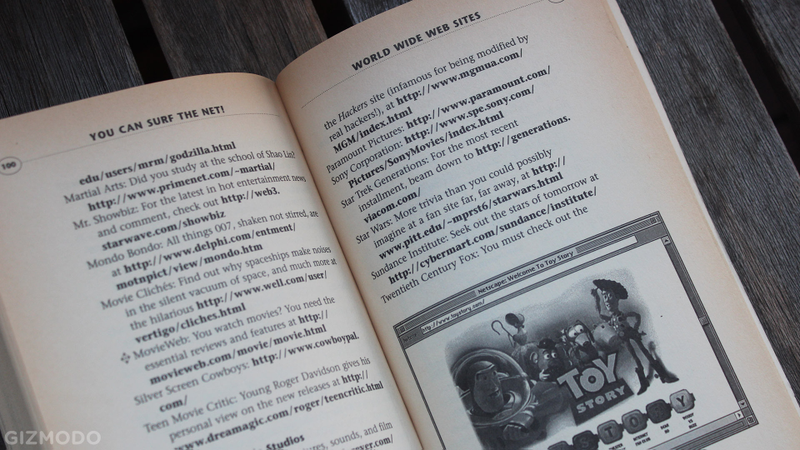 YOU CAN SURF THE NET!
100
edu/users/mrm/godzilla.html
Martial Arts: Did you study at the school of Shao Lin?
http://www.primenet.com/~martial/
Mr. Showbiz: For the latest in hot entertainment news
and comment, check out http://web3.
starwave.com/showbiz
Mondo Bondo: All things 007, shaken not stirred, are
at http://www.delphi.com/entment/
motnpict/view/mondo.htm
Movie Clichés: Find out why spaceships make noises
in the silent vacuum of space, and much more at
the hilarious http://www.well.com/user/
vertigo/cliches.html
MovieWeb: You watch movies? You need the
essential reviews and features at http://
movieweb.com/movie/movie.html
Silver Screen Cowboys: http://www.cowboypal.
com/
Teen Movie Critic: Young Roger Davidson gives his
personal view on the new releases at http://
www.dreamagic.com/roger/teencritic.html
Studios
pictures, sounds, and film
WORLD WIDE WEB SITES
the Hackers site (infamous for being modified by
real hackers!), at http://www.mgmua.com/
MGM/index.html
Paramount Pictures: http://www.paramount.com/
Sony Corporation: http://www.spe.sony.com/
Pictures/SonyMovies/index.html
Star Trek Generations: For the most recent
installment, beam down to http://generations.
viacom.com/
Star Wars: More trivia than you could possibly
imagine at a fan site far, far away, at http://
www.pitt.edu/~mprst6/starwars.html
Sundance Institute: Seek out the stars of tomorrow at
http://cybermart.com/sundance/institute/
Twentieth Century Fox: You must check out the
Netscape: Welcome To Toy Story
http://www.toystory.com/
TOY
STORY
STORY
GIZMODO